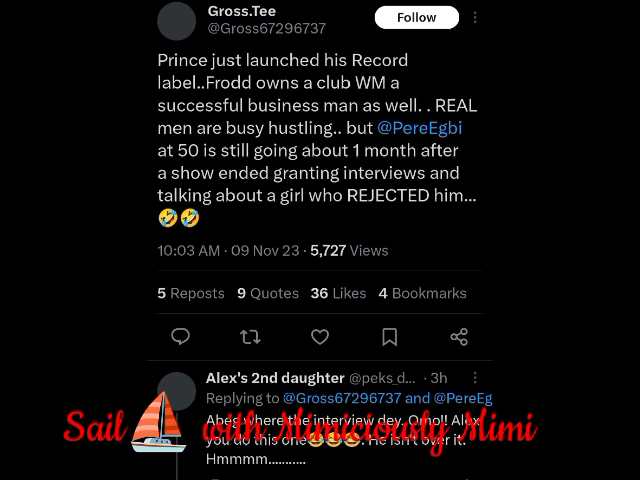 Gross.Tee
@Gross67296737
Follow
Prince just launched his Record
label..Frodd owns a club WM a
successful business man as well. . REAL
men are busy hustling.. but @PereEgbi
at 50 is still going about 1 month after
a show ended granting interviews and
talking about a girl who REJECTED him...
🤣🤣
10:03 AM · 09 Nov 23 · 5,727 Views
5 Reposts 9 Quotes 36 Likes 4 Bookmarks
Alex's 2nd daughter @peks_d... · 3h
Replying to @Gross67296737 and @PereEg
Abeg where the interview dey. Omo!! Alex
you do this one😂😂😂. He isn't over it.
Hmmmm...........
Sail ⛵ with Mimiciously Mimi